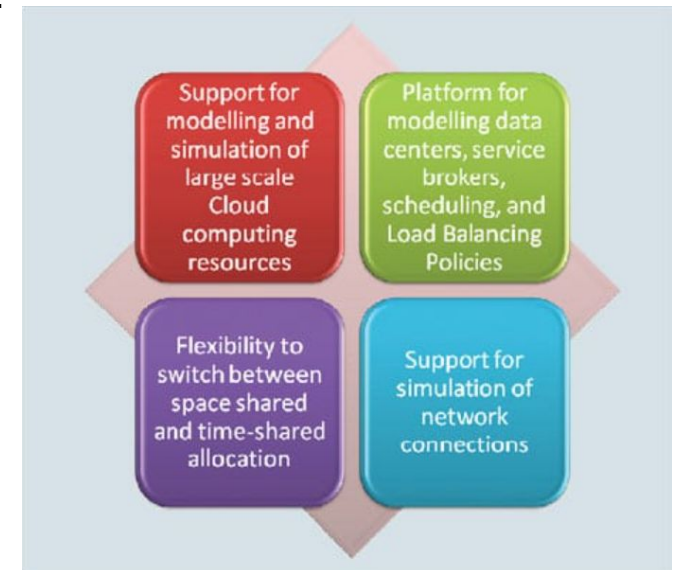 Support for
modelling and
simulation of
large scale
Cloud
computing
resources
Platform for
modelling data
centers, service
brokers,
scheduling, and
Load Balancing
Policies
Flexibility to
switch between
space shared
and time-shared
allocation
Support for
simulation of
network
connections